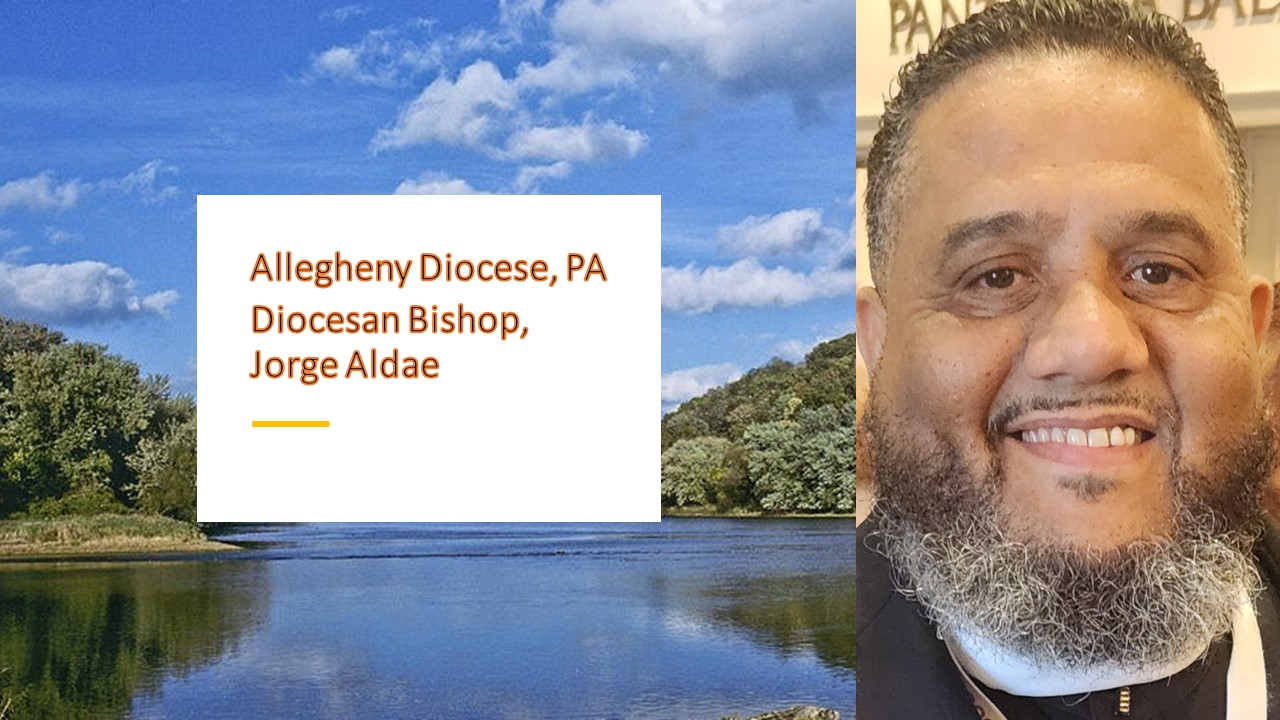 Allegheny Diocese, PA
Diocesan Bishop,
Jorge Aldae